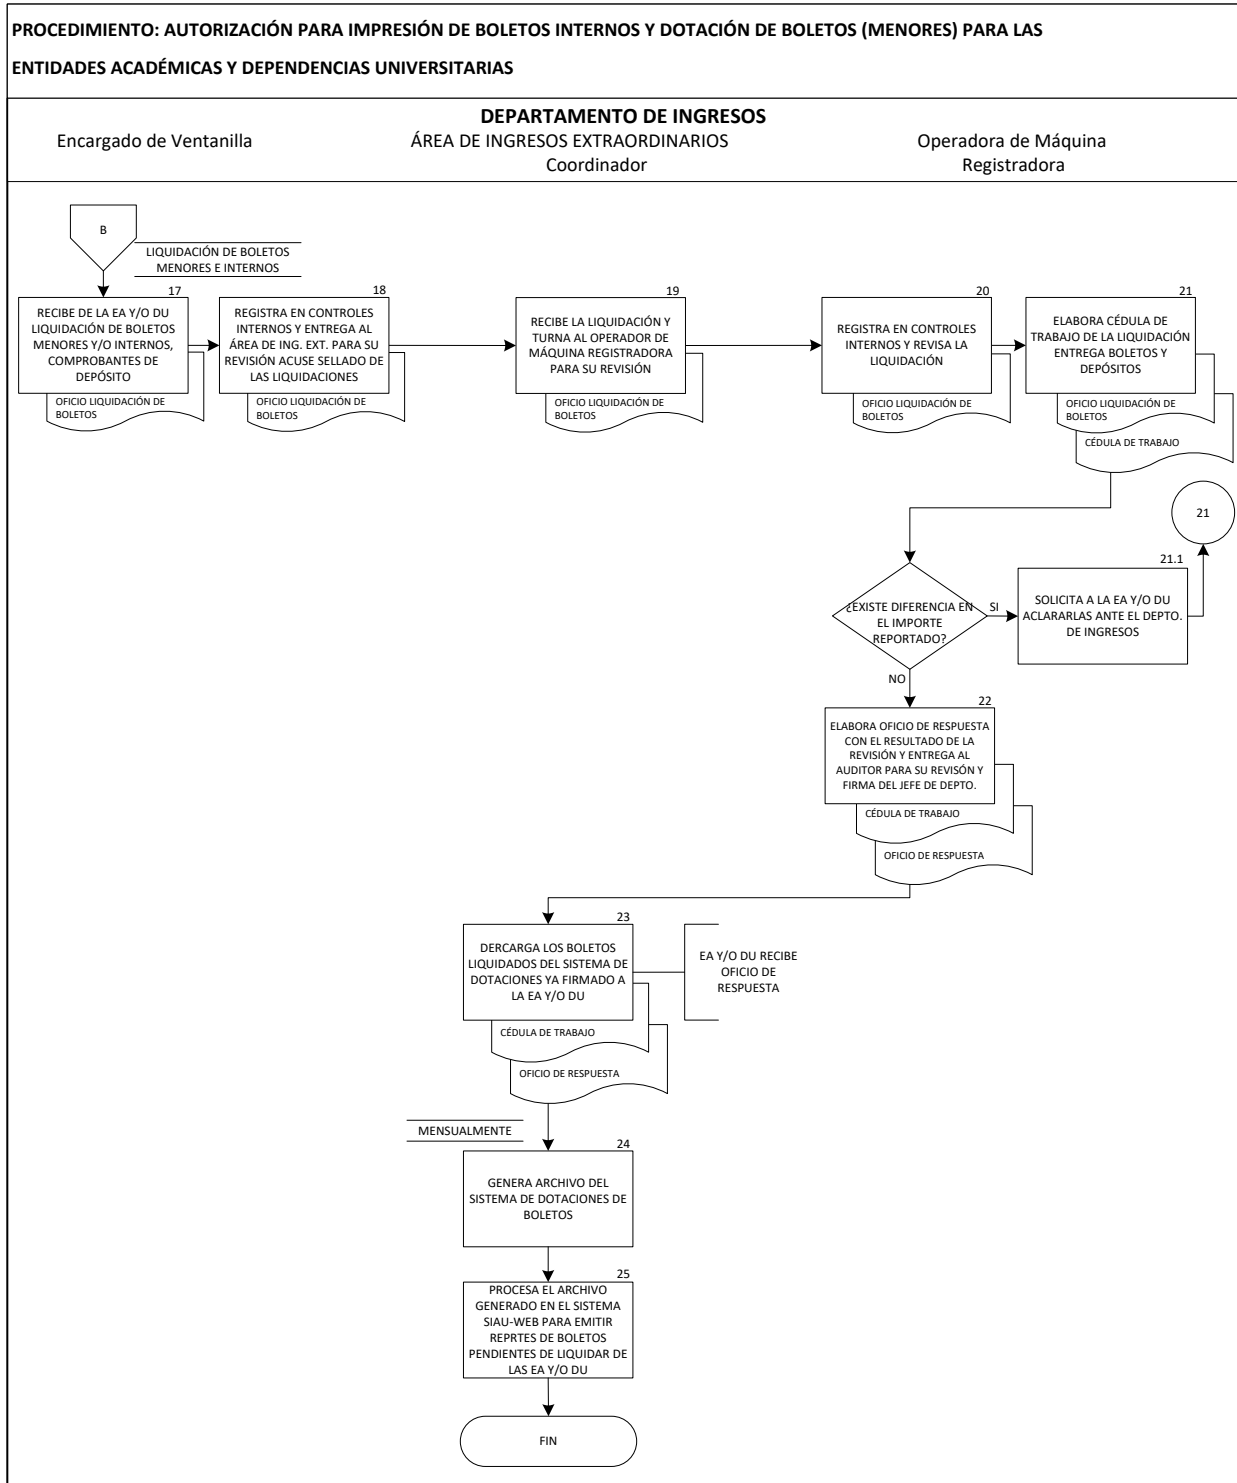 PROCEDIMIENTO: AUTORIZACIÓN PARA IMPRESIÓN DE BOLETOS INTERNOS Y DOTACIÓN DE BOLETOS (MENORES) PARA LAS
ENTIDADES ACADÉMICAS Y DEPENDENCIAS UNIVERSITARIAS
DEPARTAMENTO DE INGRESOS
Encargado de Ventanilla
ÁREA DE INGRESOS EXTRAORDINARIOS
Coordinador
Operadora de Máquina
Registradora
B
LIQUIDACIÓN DE BOLETOS
MENORES E INTERNOS
17
RECIBE DE LA EA Y/O DU
LIQUIDACIÓN DE BOLETOS
MENORES Y/O INTERNOS,
COMPROBANTES DE
DEPÓSITO
OFICIO LIQUIDACIÓN DE
BOLETOS
18
REGISTRA EN CONTROLES
INTERNOS Y ENTREGA AL
ÁREA DE ING. EXT. PARA SU
REVISIÓN ACUSE SELLADO DE
LAS LIQUIDACIONES
OFICIO LIQUIDACIÓN DE
BOLETOS
19
RECIBE LA LIQUIDACIÓN Y
TURNA AL OPERADOR DE
MÁQUINA REGISTRADORA
PARA SU REVISIÓN
OFICIO LIQUIDACIÓN DE
BOLETOS
20
REGISTRA EN CONTROLES
INTERNOS Y REVISA LA
LIQUIDACIÓN
OFICIO LIQUIDACIÓN DE
BOLETOS
21
ELABORA CÉDULA DE
TRABAJO DE LA LIQUIDACIÓN
ENTREGA BOLETOS Y
DEPÓSITOS
OFICIO LIQUIDACIÓN DE
BOLETOS
CÉDULA DE TRABAJO
21
¿EXISTE DIFERENCIA EN
EL IMPORTE
REPORTADO?
SI
21.1
SOLICITA A LA EA Y/O DU
ACLARARLAS ANTE EL DEPTO.
DE INGRESOS
NO
22
ELABORA OFICIO DE RESPUESTA
CON EL RESULTADO DE LA
REVISIÓN Y ENTREGA AL
AUDITOR PARA SU REVISÓN Y
FIRMA DEL JEFE DE DEPTO.
CÉDULA DE TRABAJO
OFICIO DE RESPUESTA
23
DERCARGA LOS BOLETOS
LIQUIDADOS DEL SISTEMA DE
DOTACIONES YA FIRMADO A
LA EA Y/O DU
CÉDULA DE TRABAJO
OFICIO DE RESPUESTA
EA Y/O DU RECIBE
OFICIO DE
RESPUESTA
MENSUALMENTE
24
GENERA ARCHIVO DEL
SISTEMA DE DOTACIONES DE
BOLETOS
25
PROCESA EL ARCHIVO
GENERADO EN EL SISTEMA
SIAU-WEB PARA EMITIR
REPRTES DE BOLETOS
PENDIENTES DE LIQUIDAR DE
LAS EA Y/O DU
FIN